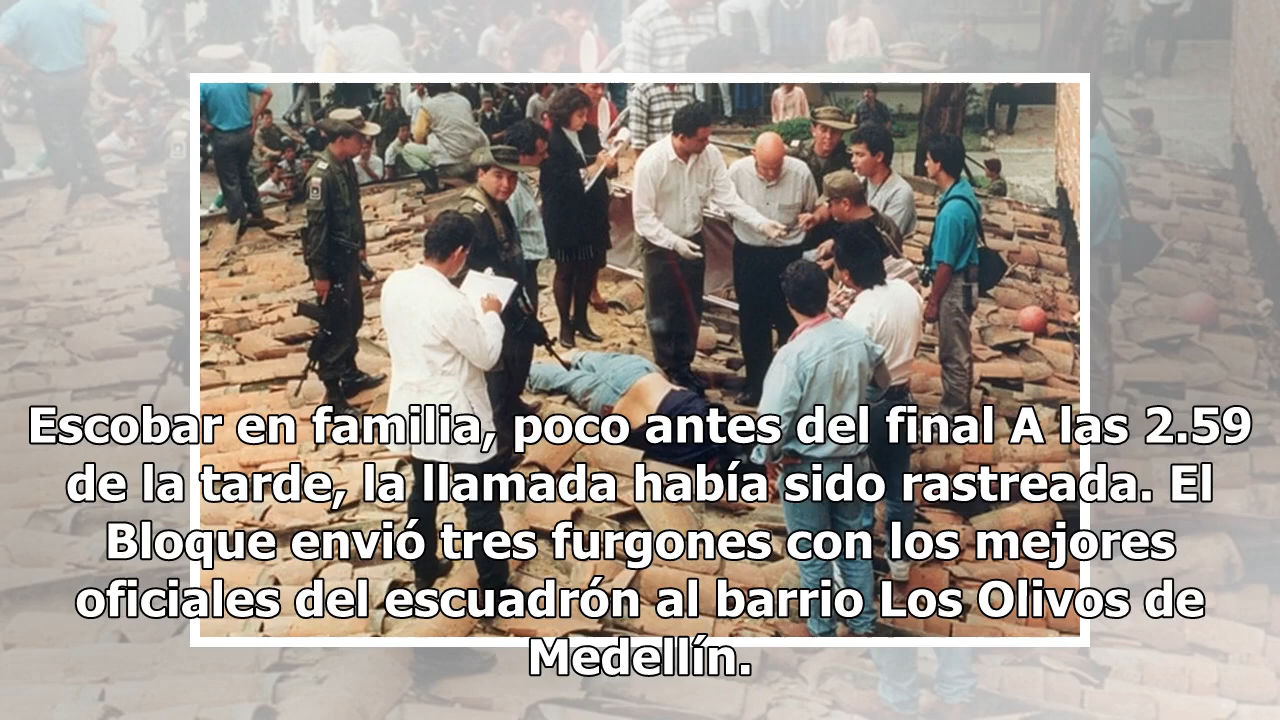 Escobar en familia, poco antes del final A las 2.59
de la tarde, la llamada había sido rastreada. El
Bloque envió tres furgones con los mejores
oficiales del escuadrón al barrio Los Olivos de
Medellín.